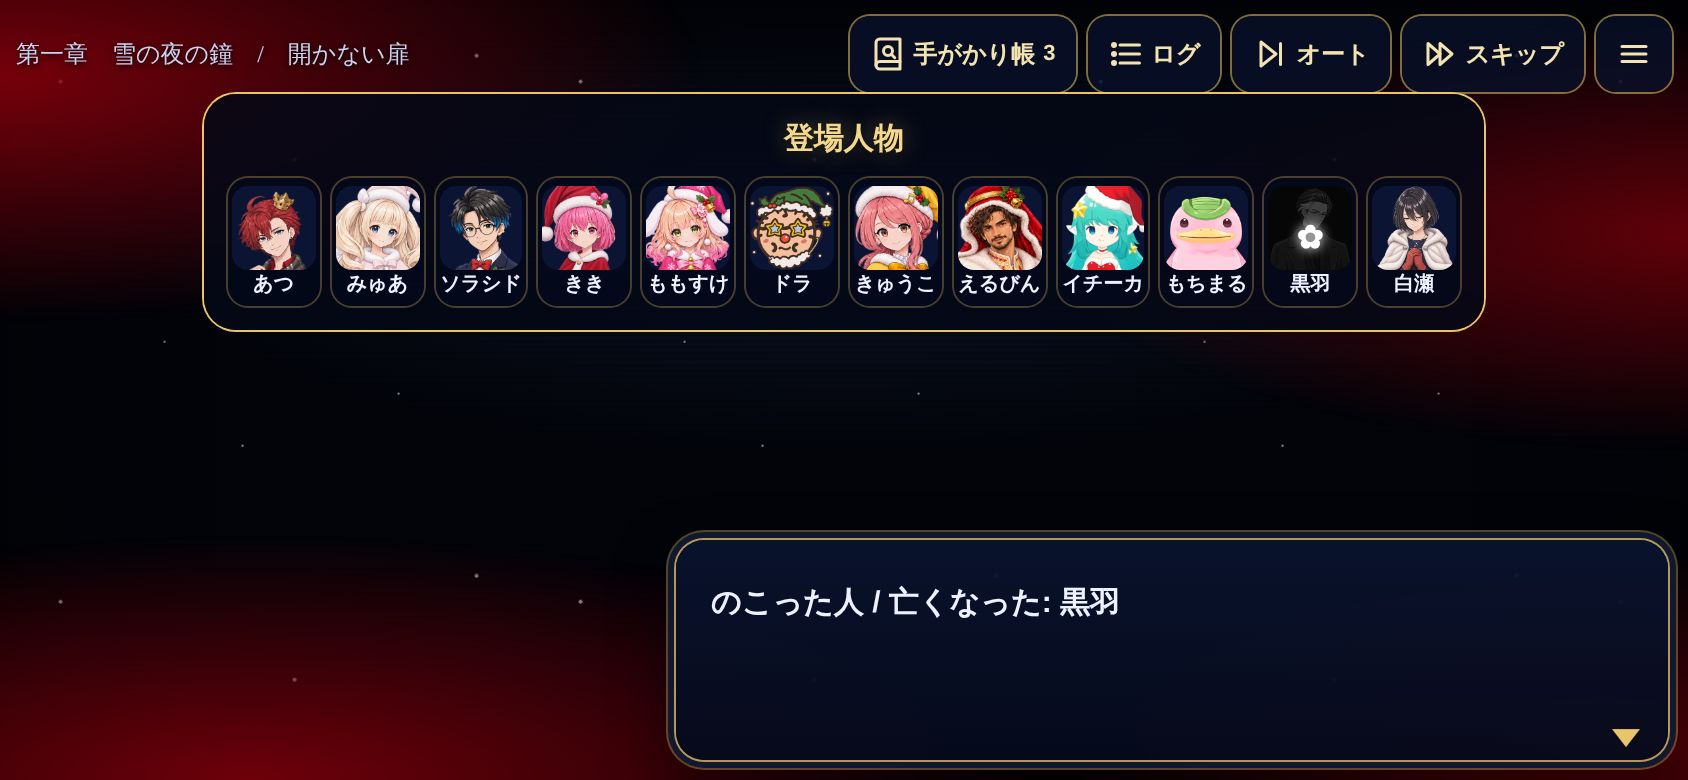 第一章　雪の夜の鐘　/　開かない扉
手がかり帳 3
ログ
オート
スキップ
登場人物
あつ
みゅあ
ソラシド
きき
ももすけ
ドラ
きゅうこ
えるびん
イチーカ
もちまる
黒羽
白瀬
のこった人 / 亡くなった: 黒羽